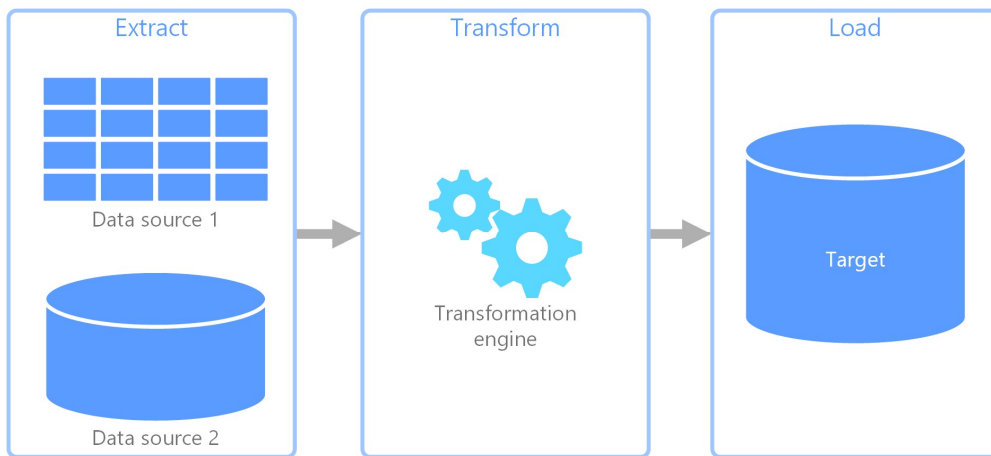 Extract
Data source 1
Data source 2
Transform
Transformation
engine
Load
Target